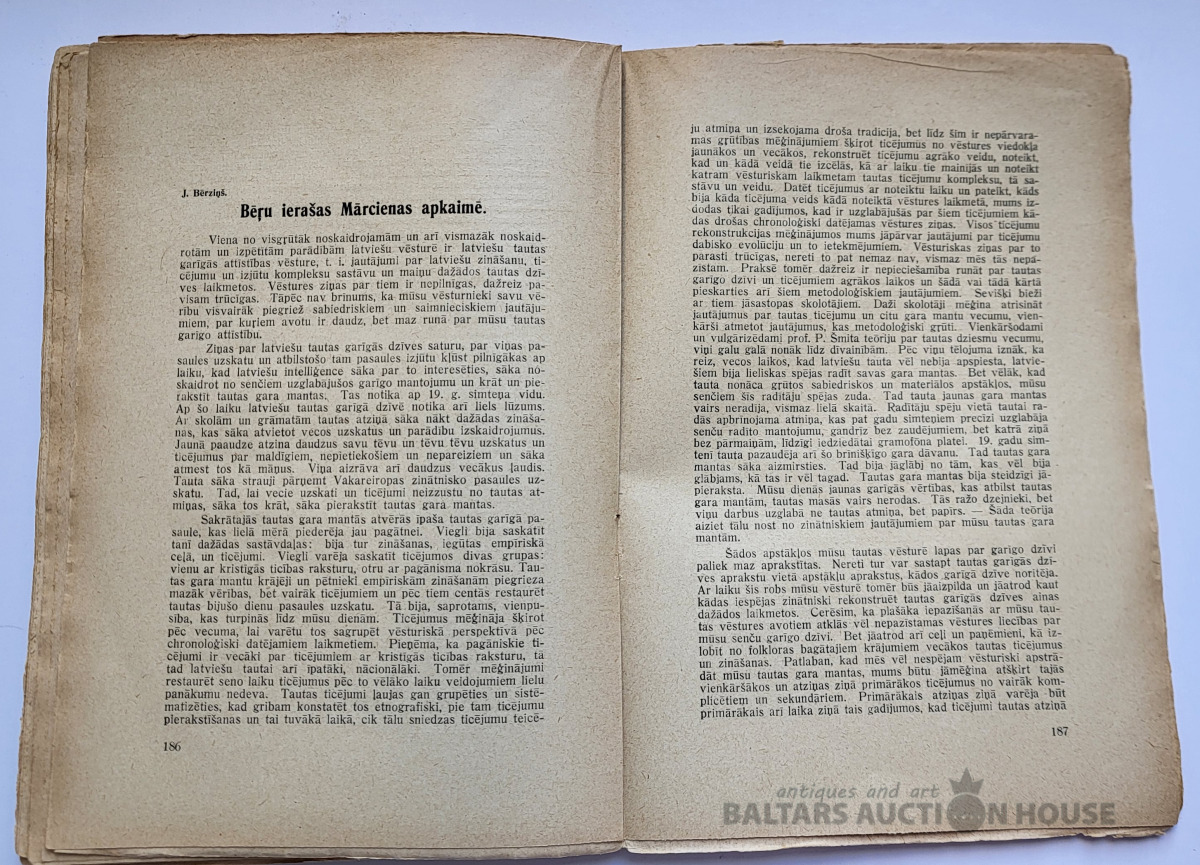 J. Bērziņš.
Bēŗu ierašas Mārcienas apkaimē.
Viena no visgrūtāk noskaidrojamām un arī vismazāk noskaid-
rotām un izpētītām parādībām latviešu vēsturē ir latviešu tautas
garīgās attīstības vēsture, t. i. jautājumi par latviešu zināšanu, ti-
cējumu un izjūtu kompleksu sastāvu un maiņu dažādos tautas dzī-
ves laikmetos. Vēstures ziņas par tiem ir nepilnīgas, dažreiz pa-
visam trūcīgas. Tāpēc nav brīnums, ka mūsu vēsturnieki savu vē-
rību visvairāk piegriež sabiedriskiem un saimnieciskiem jautāju-
miem, par kuŗiem avotu ir daudz, bet maz runā par mūsu tautas
garīgo attīstību.
Ziņas par latviešu tautas garīgās dzīves saturu, par viņas pa-
saules uzskatu un atbilstošo tam pasaules izjūtu kļūst pilnīgākas ap
laiku, kad latviešu intelliģence sāka par to interesēties, sāka no-
skaidrot no senčiem uzglabājušos garīgo mantojumu un krāt un pie-
rakstīt tautas gara mantas. Tas notika ap 19. g. simteņa vidu.
Ap šo laiku latviešu tautas garīgā dzīvē notika arī liels lūzums.
Ar skolām un grāmatām tautas atziņā sāka nākt dažādas zināša-
nas, kas sāka atvietot vecos uzskatus un parādību izskaidrojumus.
Jaunā paaudze atzina daudzus savu tēvu un tēvu tēvu uzskatus un
ticējumus par maldīgiem, nepietiekošiem un nepareiziem un sāka
atmest tos kā māņus. Viņa aizrāva arī daudzus vecākus ļaudis.
Tauta sāka strauji pārņemt Vakareiropas zinātnisko pasaules uz-
skatu. Tad, lai vecie uzskati un ticējumi neizzustu no tautas at-
miņas, sāka tos krāt, sāka pierakstīt tautas gara mantas.
Sakrātajās tautas gara mantās atvērās īpaša tautas garīgā pa-
saule, kas lielā mērā piederēja jau pagātnei. Viegli bija saskatīt
tanī dažādas sastāvdaļas: bija tur zināšanas, iegūtas empīriskā
ceļā, un ticējumi. Viegli varēja saskatīt ticējumos divas grupas:
vienu ar kristīgās ticības raksturu, otru ar pagānisma nokrāsu. Tau-
tas gara mantu krājēji un pētnieki empīriskām zināšanām piegrieza
mazāk vērības, bet vairāk ticējumiem un pēc tiem centās restaurēt
tautas bijušo dienu pasaules uzskatu. Tā bija, saprotams, vienpu-
sība, kas turpinās līdz mūsu dienām. Ticējumus mēģināja šķirot
pēc vecuma, lai varētu tos sagrupēt vēsturiskā perspektīvā pēc
chronoloģiski datējamiem laikmetiem. Pieņēma, ka pagāniskie ti-
cējumi ir vecāki par ticējumiem ar kristīgās ticības raksturu, tā
tad latviešu tautai arī īpatāki, nācionālāki. Tomēr mēģinājumi
restaurēt seno laiku ticējumus pēc to vēlāko laiku veidojumiem lielu
panākumu nedeva. Tautas ticējumi ļaujas gan grupēties un sistē-
matizēties, kad gribam konstatēt tos etnografiski, pie tam ticējumu
pierakstīšanas un tai tuvākā laikā, cik tālu sniedzas ticējumu teicē-
186
ju atmiņa un izsekojama droša tradicija, bet līdz šim ir nepārvara-
mas grūtības mēģinājumiem šķirot ticējumus no vēstures viedokļa
jaunākos un vecākos, rekonstruēt ticējumu agrāko veidu, noteikt,
kad un kādā veidā tie izcēlās, kā ar laiku tie mainījās un noteikt
katram vēsturiskam laikmetam tautas ticējumu kompleksu, tā sa-
stāvu un veidu. Datēt ticējumus ar noteiktu laiku un pateikt, kāds
bija kāda ticējuma veids kādā noteiktā vēstures laikmetā, mums iz-
dodas tikai gadījumos, kad ir uzglabājušās par šiem ticējumiem kā-
das drošas chronoloģiski datējamas vēstures ziņas. Visos ticējumu
rekonstrukcijas mēģinājumos mums jāpārvar jautājumi par ticējumu
dabisko evolūciju un to ietekmējumiem. Vēsturiskas ziņas par to
parasti trūcīgas, nereti to pat nemaz nav, vismaz mēs tās nepa-
zīstam. Praksē tomēr dažreiz ir nepieciešamība runāt par tautas
garīgo dzīvi un ticējumiem agrākos laikos un šādā vai tādā kārtā
pieskarties arī šiem metodoloģiskiem jautājumiem. Sevišķi bieži
ar tiem jāsastopas skolotājiem. Daži skolotāji mēģina atrisināt
jautājumus par tautas ticējumu un citu gara mantu vecumu, vien-
kārši atmetot jautājumus, kas metodoloģiski grūti. Vienkāršodami
un vulgārizēdami prof. P. Šmita teōriju par tautas dziesmu vecumu,
viņi galu galā nonāk līdz dīvainībām. Pēc viņu tēlojuma iznāk, ka
reiz, vecos laikos, kad latviešu tauta vēl nebija apspiesta, latvie-
šiem bija lieliskas spējas radīt savas gara mantas. Bet vēlāk, kad
tauta nonāca grūtos sabiedriskos un materiālos apstākļos, mūsu
senčiem šīs radītāju spējas zuda. Tad tauta jaunas gara mantas
vairs neradīja, vismaz lielā skaitā. Radītāju spēju vietā tautai ra-
dās apbrīnojama atmiņa, kas pat gadu simteņiem precīzi uzglabāja
senču radīto mantojumu, gandrīz bez zaudējumiem, bet katrā ziņā
bez pārmaiņām, līdzīgi iedziedātai gramofōna platei. 19. gadu sim-
tenī tauta pazaudēja arī šo brīnišķīgo gara dāvanu. Tad tautas gara
mantas sāka aizmirsties. Tad bija jāglābj no tām, kas vēl bija
glābjams, kā tas ir vēl tagad. Tautas gara mantas bija steidzīgi jā-
pieraksta. Mūsu dienās jaunas garīgās vērtības, kas atbilst tautas
gara mantām, tautas masās vairs nerodas. Tās ražo dzejnieki, bet
viņu darbus uzglabā ne tautas atmiņa, bet papīrs. — Šāda teōrija
aiziet tālu nost no zinātniskiem jautājumiem par mūsu tautas gara
mantām.
Šādos apstākļos mūsu tautas vēsturē lapas par garīgo dzīvi
paliek maz aprakstītas. Nereti tur var sastapt tautas garīgās dzī-
ves aprakstu vietā apstākļu aprakstus, kādos garīgā dzīve noritēja.
Ar laiku šis robs mūsu vēsturē tomēr būs jāaizpilda un jāatrod kaut
kādas iespējas zinātniski rekonstruēt tautas garīgās dzīves ainas
dažādos laikmetos. Cerēsim, ka plašāka iepazīšanās ar mūsu tau-
tas vēstures avotiem atklās vēl nepazīstamas vēstures liecības par
mūsu senču garīgo dzīvi. Bet jāatrod arī ceļi un paņēmieni, kā iz-
lobīt no folkloras bagātajiem krājumiem vecākos tautas ticējumus
un zināšanas. Patlaban, kad mēs vēl nespējam vēsturiski apstrā-
dāt mūsu tautas gara mantas, mums būtu jāmēģina atšķirt tajās
vienkāršākos un atziņas ziņā primārākos ticējumus no vairāk kom-
plicētiem un sekundāriem. Primārākais atziņas ziņā varēja būt
primārākais arī laika ziņā tais gadījumos, kad ticējumi tautas atziņā
187
antiques and art
BALTARS AUCTION HOUSE